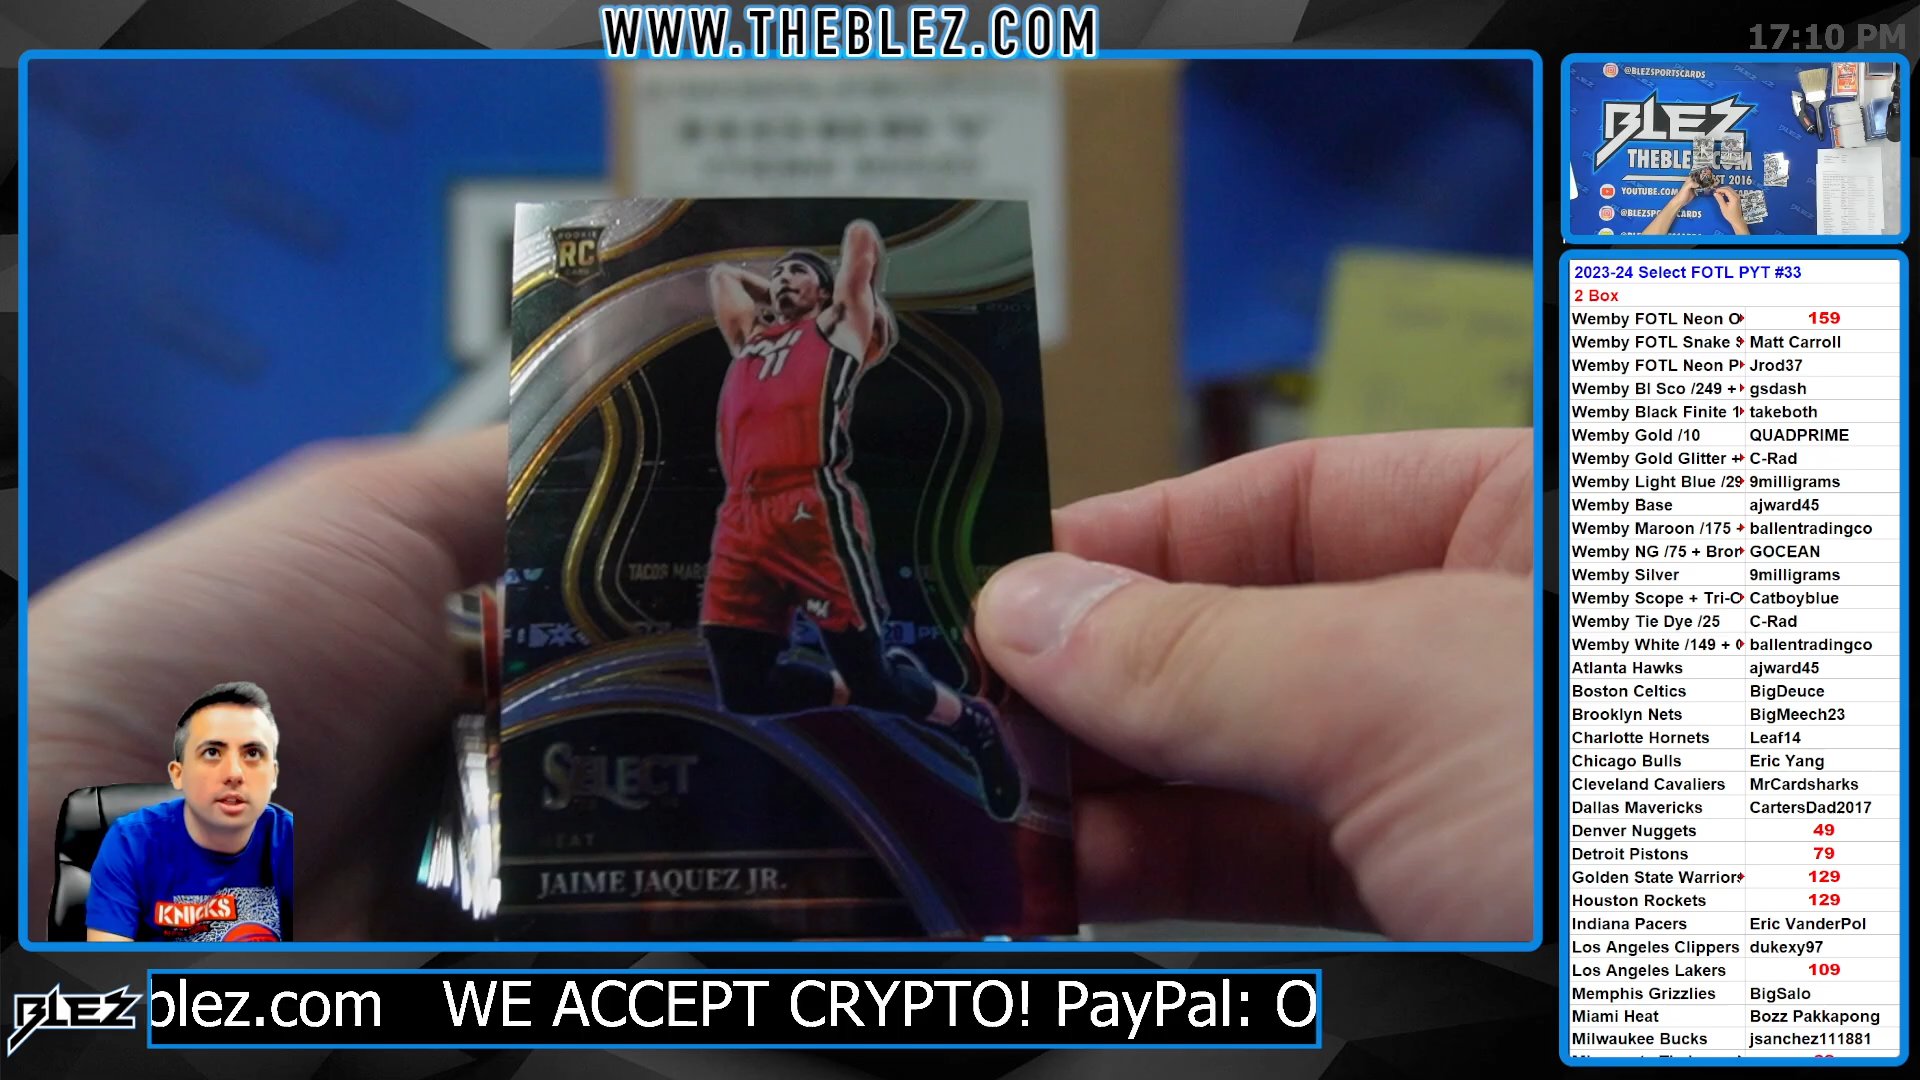 WWW.THEBLEZ.COM
17:10 PM
@BLEZSPORTSCARDS
BLEZ
2016
YOUTUBE.COM
ROOKIE
RC
CARD
11
TACOS
SELECT
JAIME JAQUEZ JR.
KNICKS
2023-24 Select FOTL PYT #33
2 Box
Wemby FOTL Neon O 159
Wemby FOTL Snake Matt Carroll
Wemby FOTL Neon P Jrod37
Wemby Bl Sco /249 + gsdash
Wemby Black Finite 1 takeboth
Wemby Gold /10 QUADPRIME
Wemby Gold Glitter + C-Rad
Wemby Light Blue /29 9milligrams
Wemby Base ajward45
Wemby Maroon /175 + ballentradingco
Wemby NG /75 + Bron GOCEAN
Wemby Silver 9milligrams
Wemby Scope + Tri-C Catboyblue
Wemby Tie Dye /25 C-Rad
Wemby White /149 + ballentradingco
Atlanta Hawks ajward45
Boston Celtics BigDeuce
Brooklyn Nets BigMeech23
Charlotte Hornets Leaf14
Chicago Bulls Eric Yang
Cleveland Cavaliers MrCardsharks
Dallas Mavericks CartersDad2017
Denver Nuggets 49
Detroit Pistons 79
Golden State Warriors 129
Houston Rockets 129
Indiana Pacers Eric VanderPol
Los Angeles Clippers dukexy97
Los Angeles Lakers 109
Memphis Grizzlies BigSalo
Miami Heat Bozz Pakkapong
Milwaukee Bucks jsanchez111881
BLEZ
blez.com WE ACCEPT CRYPTO! PayPal: O